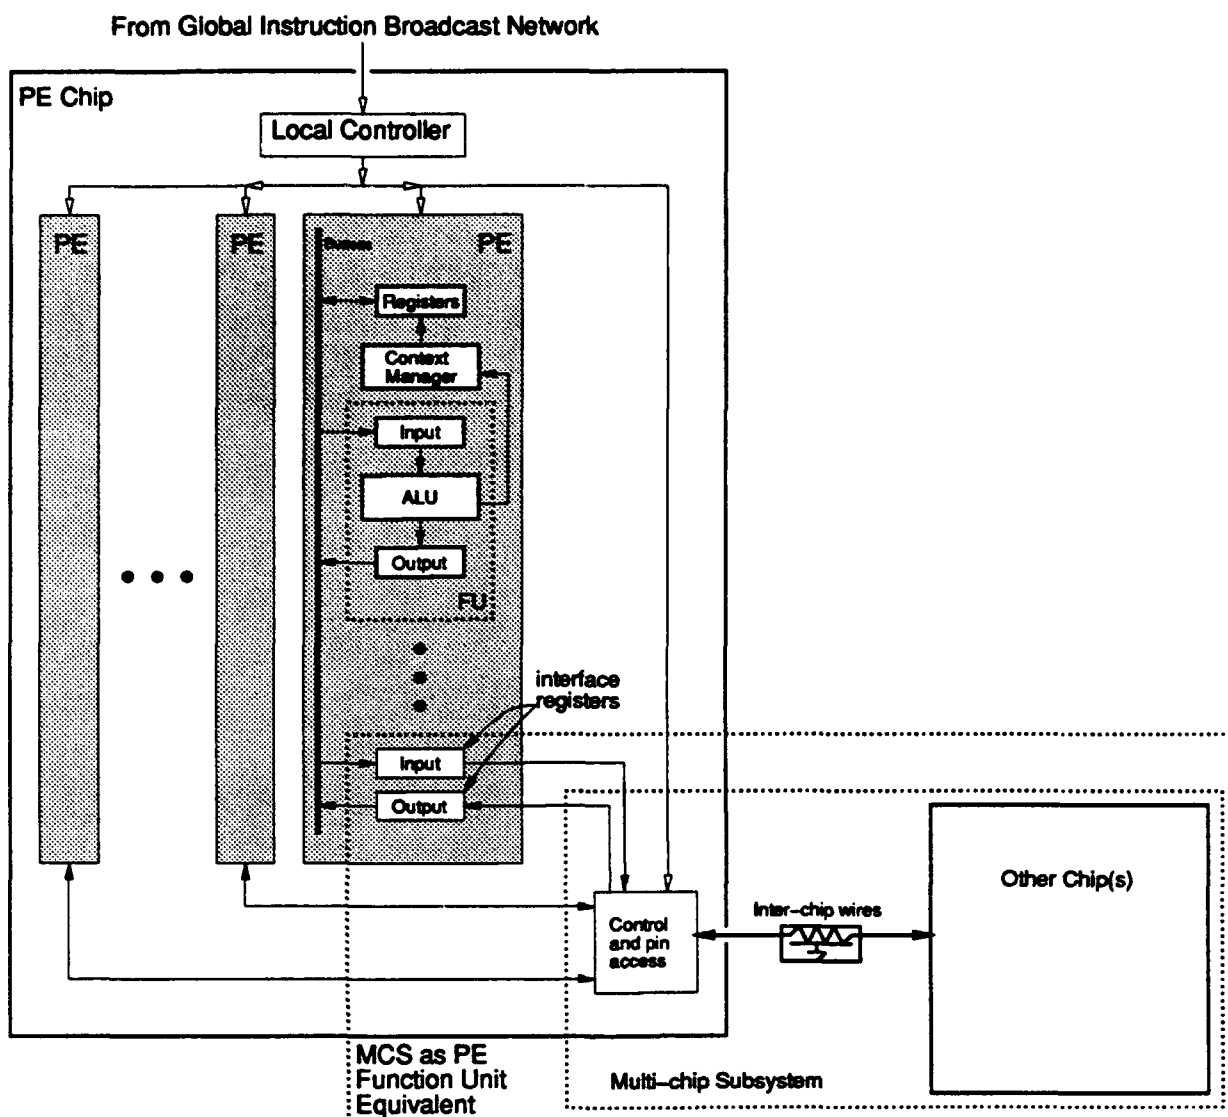 From Global Instruction Broadcast Network
PE Chip
Local Controller
PE
PE
Busses
PE
Registers
Context
Manager
Input
ALU
Output
FU
interface
registers
Input
Output
Other Chip(s)
Inter-chip wires
Control
and pin
access
MCS as PE
Function Unit
Equivalent
Multi-chip Subsystem